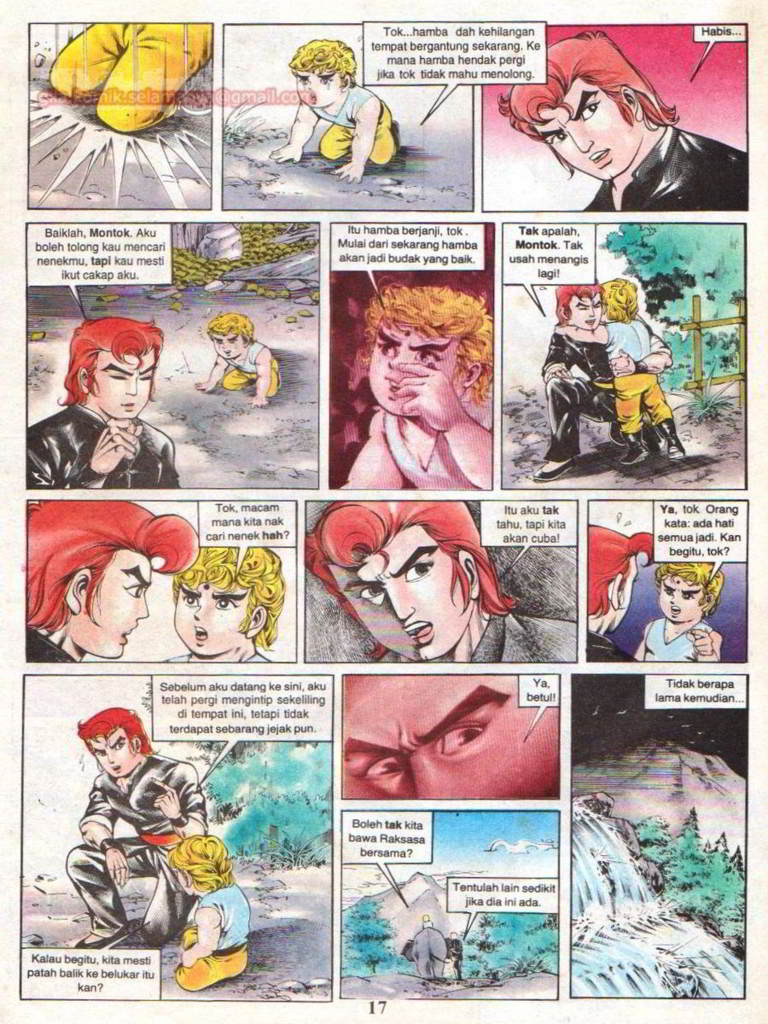 Tok...hamba dah kehilangan
tempat bergantung sekarang. Ke
mana hamba hendak pergi
jika tok tidak mahu menolong.
Habis...
Baiklah, Montok. Aku
boleh tolong kau mencari
nenekmu, tapi kau mesti
ikut cakap aku.
Itu hamba berjanji, tok.
Mulai dari sekarang hamba
akan jadi budak yang baik.
Tak apalah,
Montok. Tak
usah menangis
lagi!
Tok, macam
mana kita nak
cari nenek hah?
Itu aku tak
tahu, tapi kita
akan cuba!
Ya, tok. Orang
kata: ada hati
semua jadi. Kan
begitu, tok?
Sebelum aku datang ke sini, aku
telah pergi mengintip sekeliling
di tempat ini, tetapi tidak
terdapat sebarang jejak pun.
Kalau begitu, kita mesti
patah balik ke belukar itu
kan?
Ya,
betul!
Boleh tak kita
bawa Raksasa
bersama?
Tentulah lain sedikit
jika dia ini ada.
Tidak berapa
lama kemudian...
17